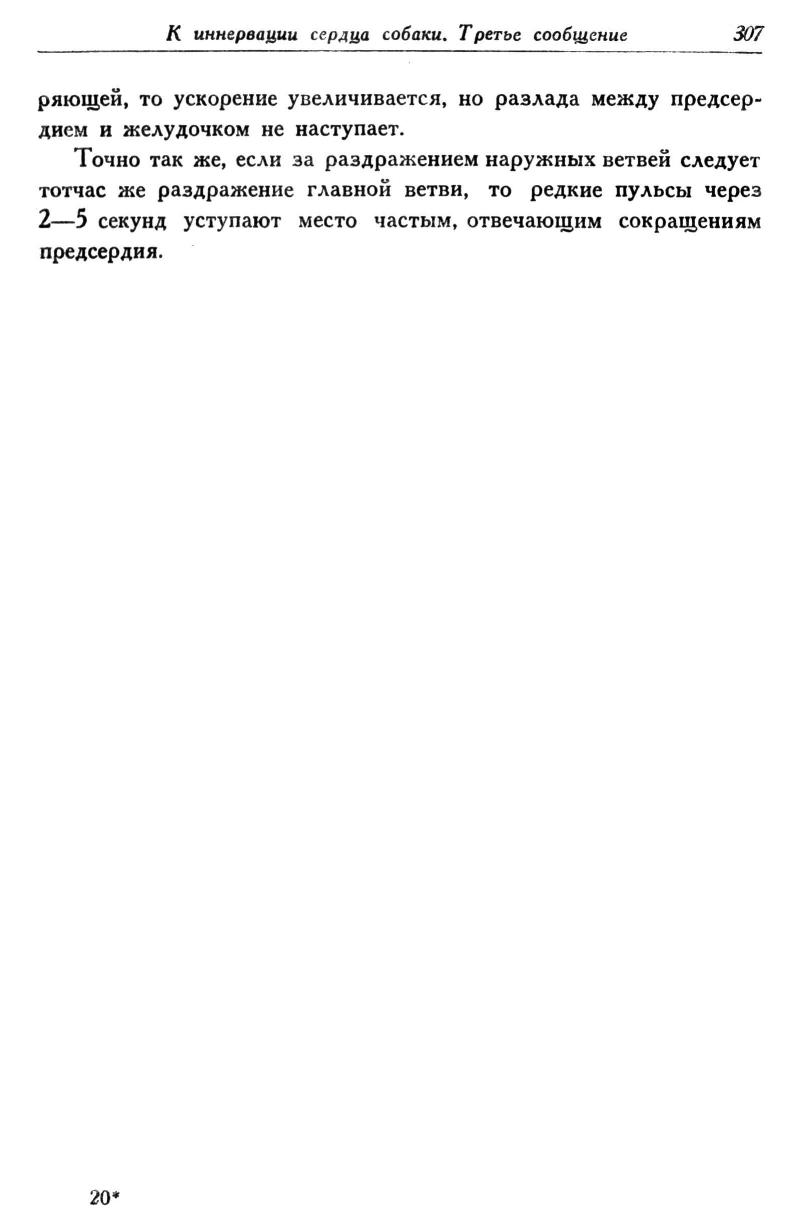 К иннервации сердца собаки. Третье сообщение 307
ряющей, то ускорение увеличивается, но разлада между предсер-
дием и желудочком не наступает.
Точно так же, если за раздражением наружных ветвей следует
тотчас же раздражение главной ветви, то редкие пульсы через
2—5 секунд уступают место частым, отвечающим сокращениям
предсердия.
20*